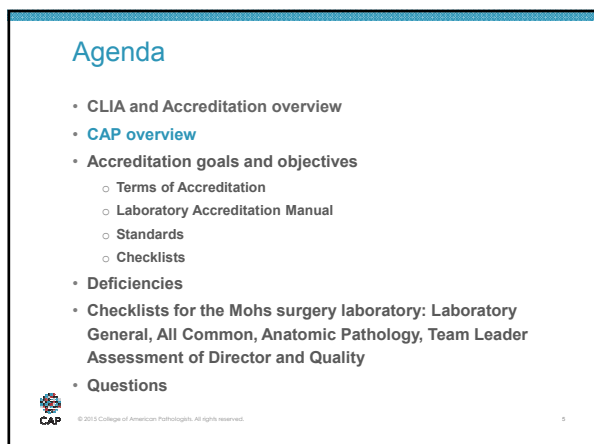 Agenda
• CLIA and Accreditation overview
• CAP overview
• Accreditation goals and objectives
o Terms of Accreditation
o Laboratory Accreditation Manual
o Standards
o Checklists
• Deficiencies
• Checklists for the Mohs surgery laboratory: Laboratory
General, All Common, Anatomic Pathology, Team Leader
Assessment of Director and Quality
• Questions
CAP
© 2015 College of American Pathologists. All rights reserved.
5